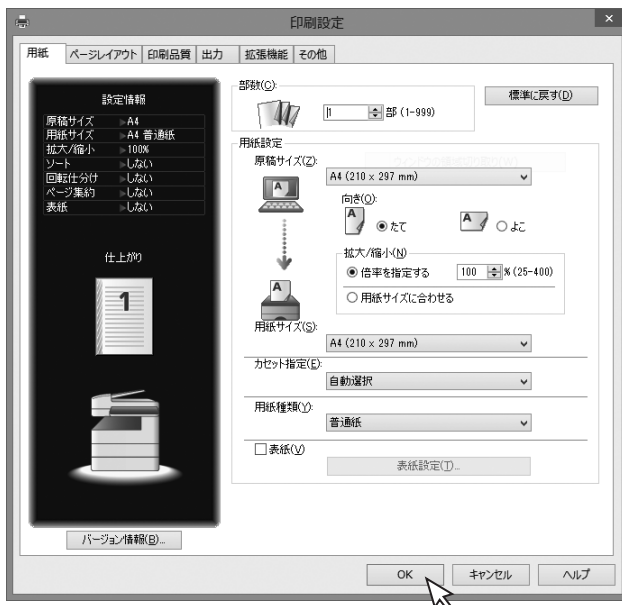 印刷設定
用紙 ページレイアウト 印刷品質 出力 拡張機能 その他
設定情報
原稿サイズ ▶A4
用紙サイズ ▶A4 普通紙
拡大/縮小 ▶100%
ソート ▶しない
回転仕分け ▶しない
ページ集約 ▶しない
表紙 ▶しない
仕上がり
1
バージョン情報(B)...
部数(C):
1 部 (1-999)
標準に戻す(D)
用紙設定
原稿サイズ(Z):
A4 (210 x 297 mm)
向き(O):
A たて A よこ
拡大/縮小(N)
倍率を指定する 100 % (25-400)
用紙サイズに合わせる
A
A
用紙サイズ(S):
A4 (210 x 297 mm)
カセット指定(E):
自動選択
用紙種類(Y):
普通紙
表紙(V)
表紙設定(T)...
OK キャンセル ヘルプ